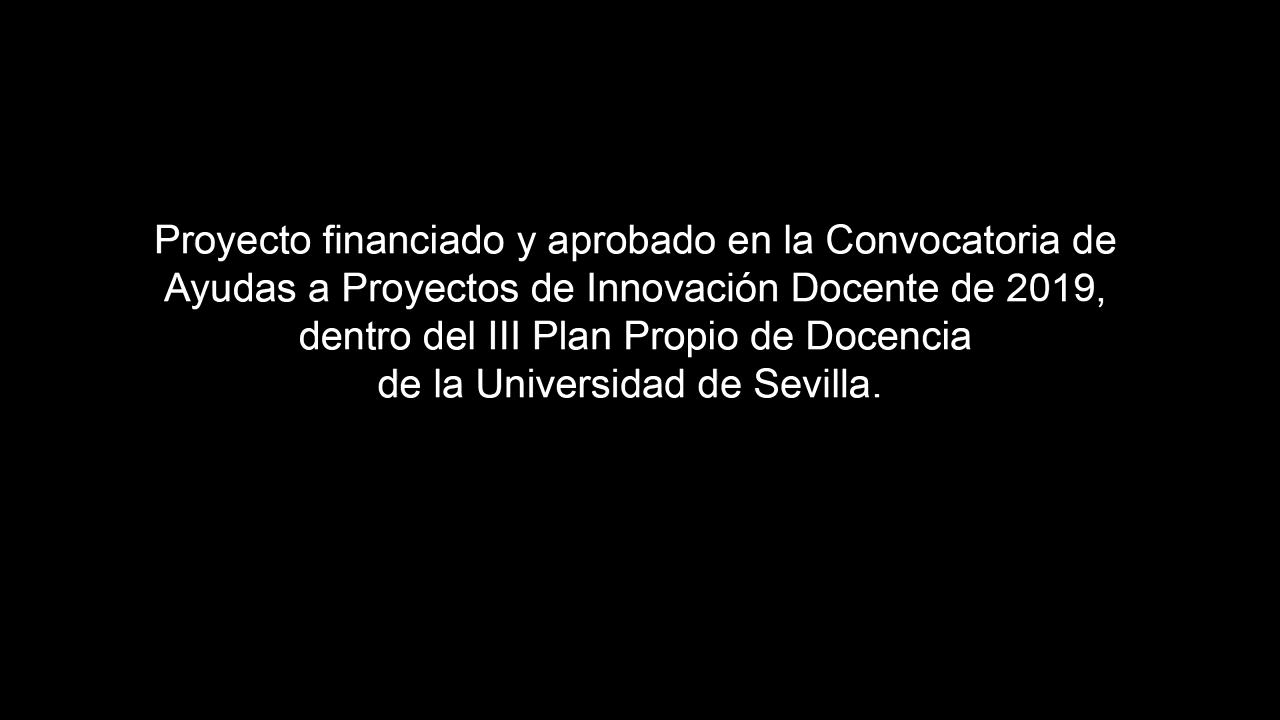 Proyecto financiado y aprobado en la Convocatoria de
Ayudas a Proyectos de Innovación Docente de 2019,
dentro del III Plan Propio de Docencia
de la Universidad de Sevilla.